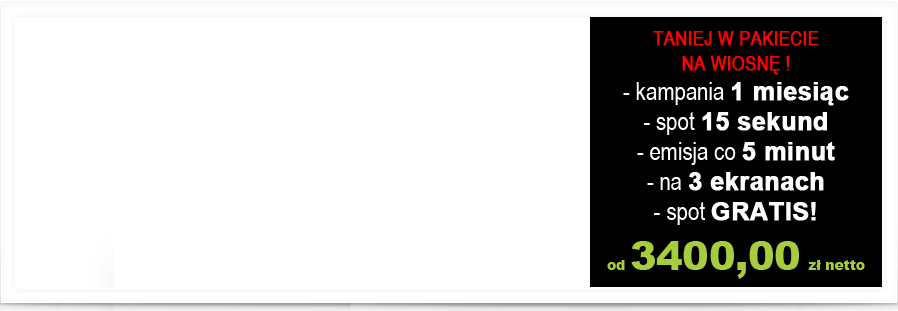 TANIEJ W PAKIECIE
NA WIOSNĘ !
- kampania 1 miesiąc
- spot 15 sekund
- emisja co 5 minut
- na 3 ekranach
- spot GRATIS!
od 3400,00 zł netto